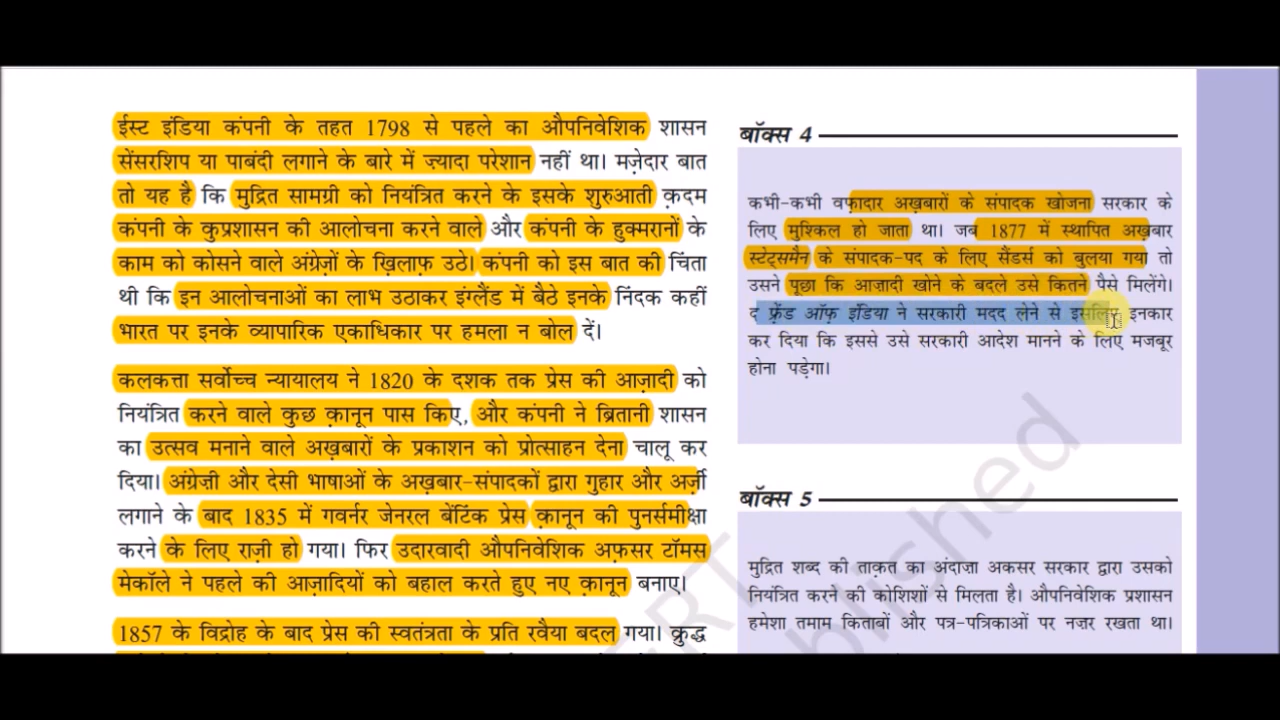 ईस्ट इंडिया कंपनी के तहत 1798 से पहले का औपनिवेशिक शासन
सेंसरशिप या पाबंदी लगाने के बारे में ज्यादा परेशान नहीं था। मज़ेदार बात
तो यह है कि मुद्रित सामग्री को नियंत्रित करने के इसके शुरुआती क़दम
कंपनी के कुप्रशासन की आलोचना करने वाले और कंपनी के हुक्मरानों के
काम को कोसने वाले अंग्रेज़ों के ख़िलाफ़ उठे। कंपनी को इस बात की चिंता
थी कि इन आलोचनाओं का लाभ उठाकर इंग्लैंड में बैठे इनके निंदक कहीं
भारत पर इनके व्यापारिक एकाधिकार पर हमला न बोल दें।
कलकत्ता सर्वोच्च न्यायालय ने 1820 के दशक तक प्रेस की आज़ादी को
नियंत्रित करने वाले कुछ क़ानून पास किए, और कंपनी ने ब्रितानी शासन
का उत्सव मनाने वाले अख़बारों के प्रकाशन को प्रोत्साहन देना चालू कर
दिया। अंग्रेज़ी और देसी भाषाओं के अख़बार-संपादकों द्वारा गुहार और अर्ज़ी
लगाने के बाद 1835 में गवर्नर जेनरल बेंटिंक प्रेस क़ानून की पुनर्समीक्षा
करने के लिए राज़ी हो गया। फिर उदारवादी औपनिवेशिक अफ़सर टॉमस
मेकॉले ने पहले की आज़ादियों को बहाल करते हुए नए क़ानून बनाए।
1857 के विद्रोह के बाद प्रेस की स्वतंत्रता के प्रति रवैया बदल गया। क्रुद्ध
बॉक्स 4
कभी-कभी वफ़ादार अख़बारों के संपादक खोजना सरकार के
लिए मुश्किल हो जाता था। जब 1877 में स्थापित अख़बार
स्टेट्समैन के संपादक-पद के लिए सैंडर्स को बुलया गया तो
उसने पूछा कि आज़ादी खोने के बदले उसे कितने पैसे मिलेंगे।
द फ़्रेंड ऑफ़ इंडिया ने सरकारी मदद लेने से इसलिए इनकार
कर दिया कि इससे उसे सरकारी आदेश मानने के लिए मजबूर
होना पड़ेगा।
बॉक्स 5
मुद्रित शब्द की ताक़त का अंदाजा अकसर सरकार द्वारा उसको
नियंत्रित करने की कोशिशों से मिलता है। औपनिवेशिक प्रशासन
हमेशा तमाम किताबों और पत्र-पत्रिकाओं पर नज़र रखता था।